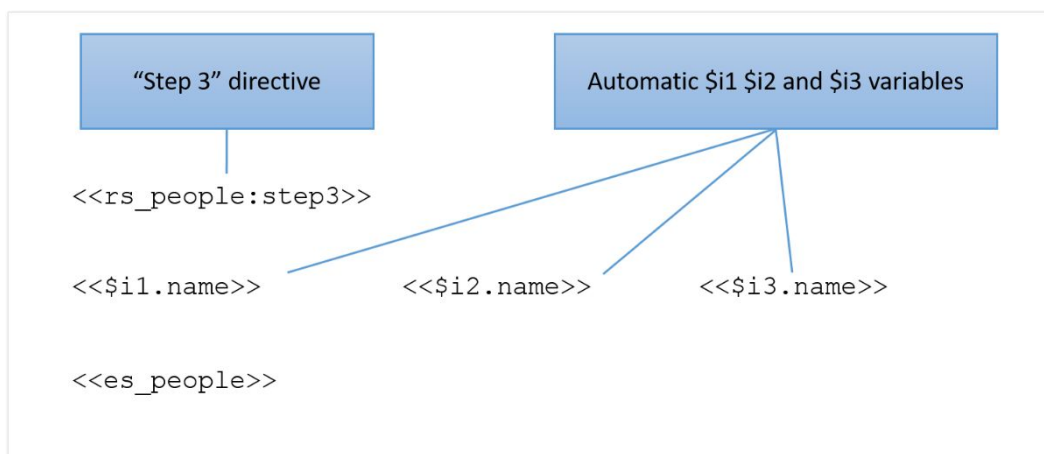 “Step 3” directive
Automatic $i1 $i2 and $i3 variables
<<rs_people:step3>>
<<$i1.name>> <<$i2.name>> <<$i3.name>>
<<es_people>>